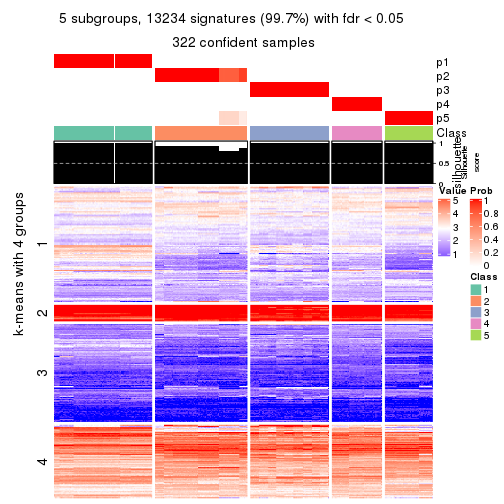 5 subgroups, 13234 signatures (99.7%) with fdr < 0.05
322 confident samples
p1
p2
p3
p4
p5
Class
1
0.5
0
silhouette
Silhouette
score
k-means with 4 groups
1
2
3
4
Value
5
4
3
2
1
Prob
1
0.8
0.6
0.4
0.2
0
Class
1
2
3
4
5